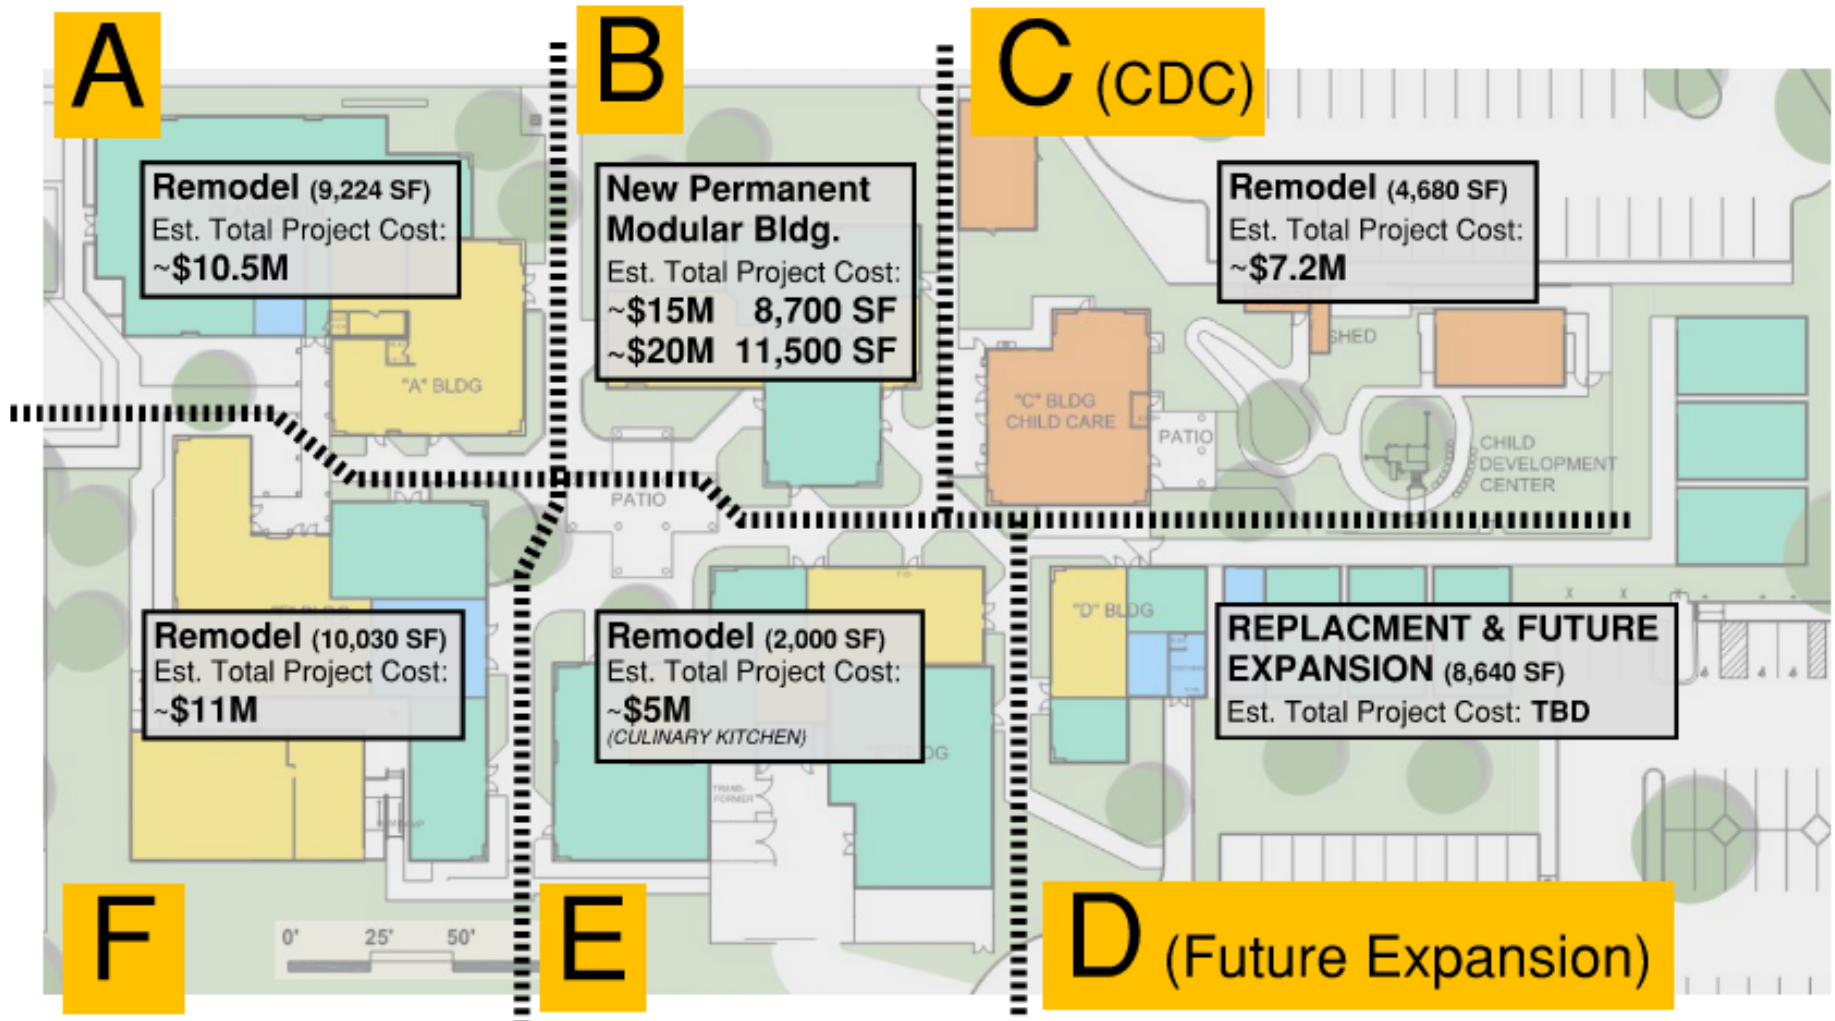 A
B
C (CDC)
Remodel (9,224 SF)
Est. Total Project Cost:
~$10.5M
New Permanent
Modular Bldg.
Est. Total Project Cost:
~$15M 8,700 SF
~$20M 11,500 SF
Remodel (4,680 SF)
Est. Total Project Cost:
~$7.2M
"A" BLDG
"C" BLDG
CHILD CARE
SHED
PATIO
CHILD
DEVELOPMENT
CENTER
PATIO
"D" BLDG
Remodel (10,030 SF)
Est. Total Project Cost:
~$11M
Remodel (2,000 SF)
Est. Total Project Cost:
~$5M
(CULINARY KITCHEN)
REPLACMENT & FUTURE
EXPANSION (8,640 SF)
Est. Total Project Cost: TBD
TRANS-
FORMER
F
0' 25' 50'
E
D (Future Expansion)